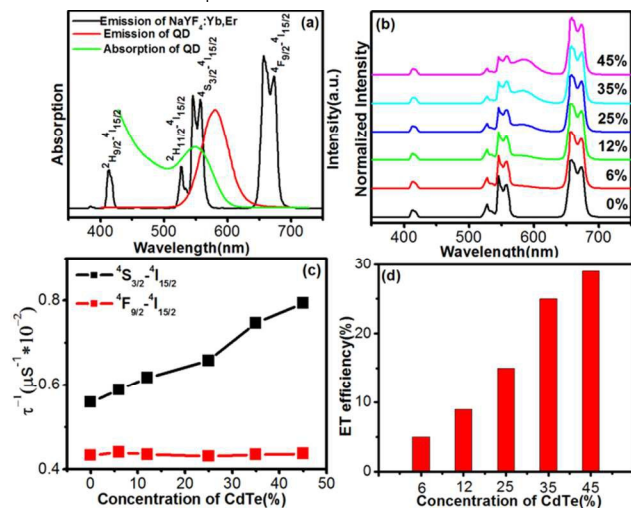 (a)
Emission of NaYF4:Yb,Er
Emission of QD
Absorption of QD
²H9/2-⁴I15/2
²H11/2-⁴I15/2
⁴S3/2-⁴I15/2
⁴F9/2-⁴I15/2
Absorption
Intensity(a.u.)
400 500 600 700
Wavelength(nm)
(b)
Normalized Intensity
45%
35%
25%
12%
6%
0%
400 500 600 700
Wavelength(nm)
(c)
⁴S3/2-⁴I15/2
⁴F9/2-⁴I15/2
τ⁻¹(μs⁻¹*10⁻²)
0.8
0.6
0.4
0 10 20 30 40 50
Concentration of CdTe(%)
(d)
ET efficiency(%)
30
20
10
0
6 12 25 35 45
Concentration of CdTe(%)